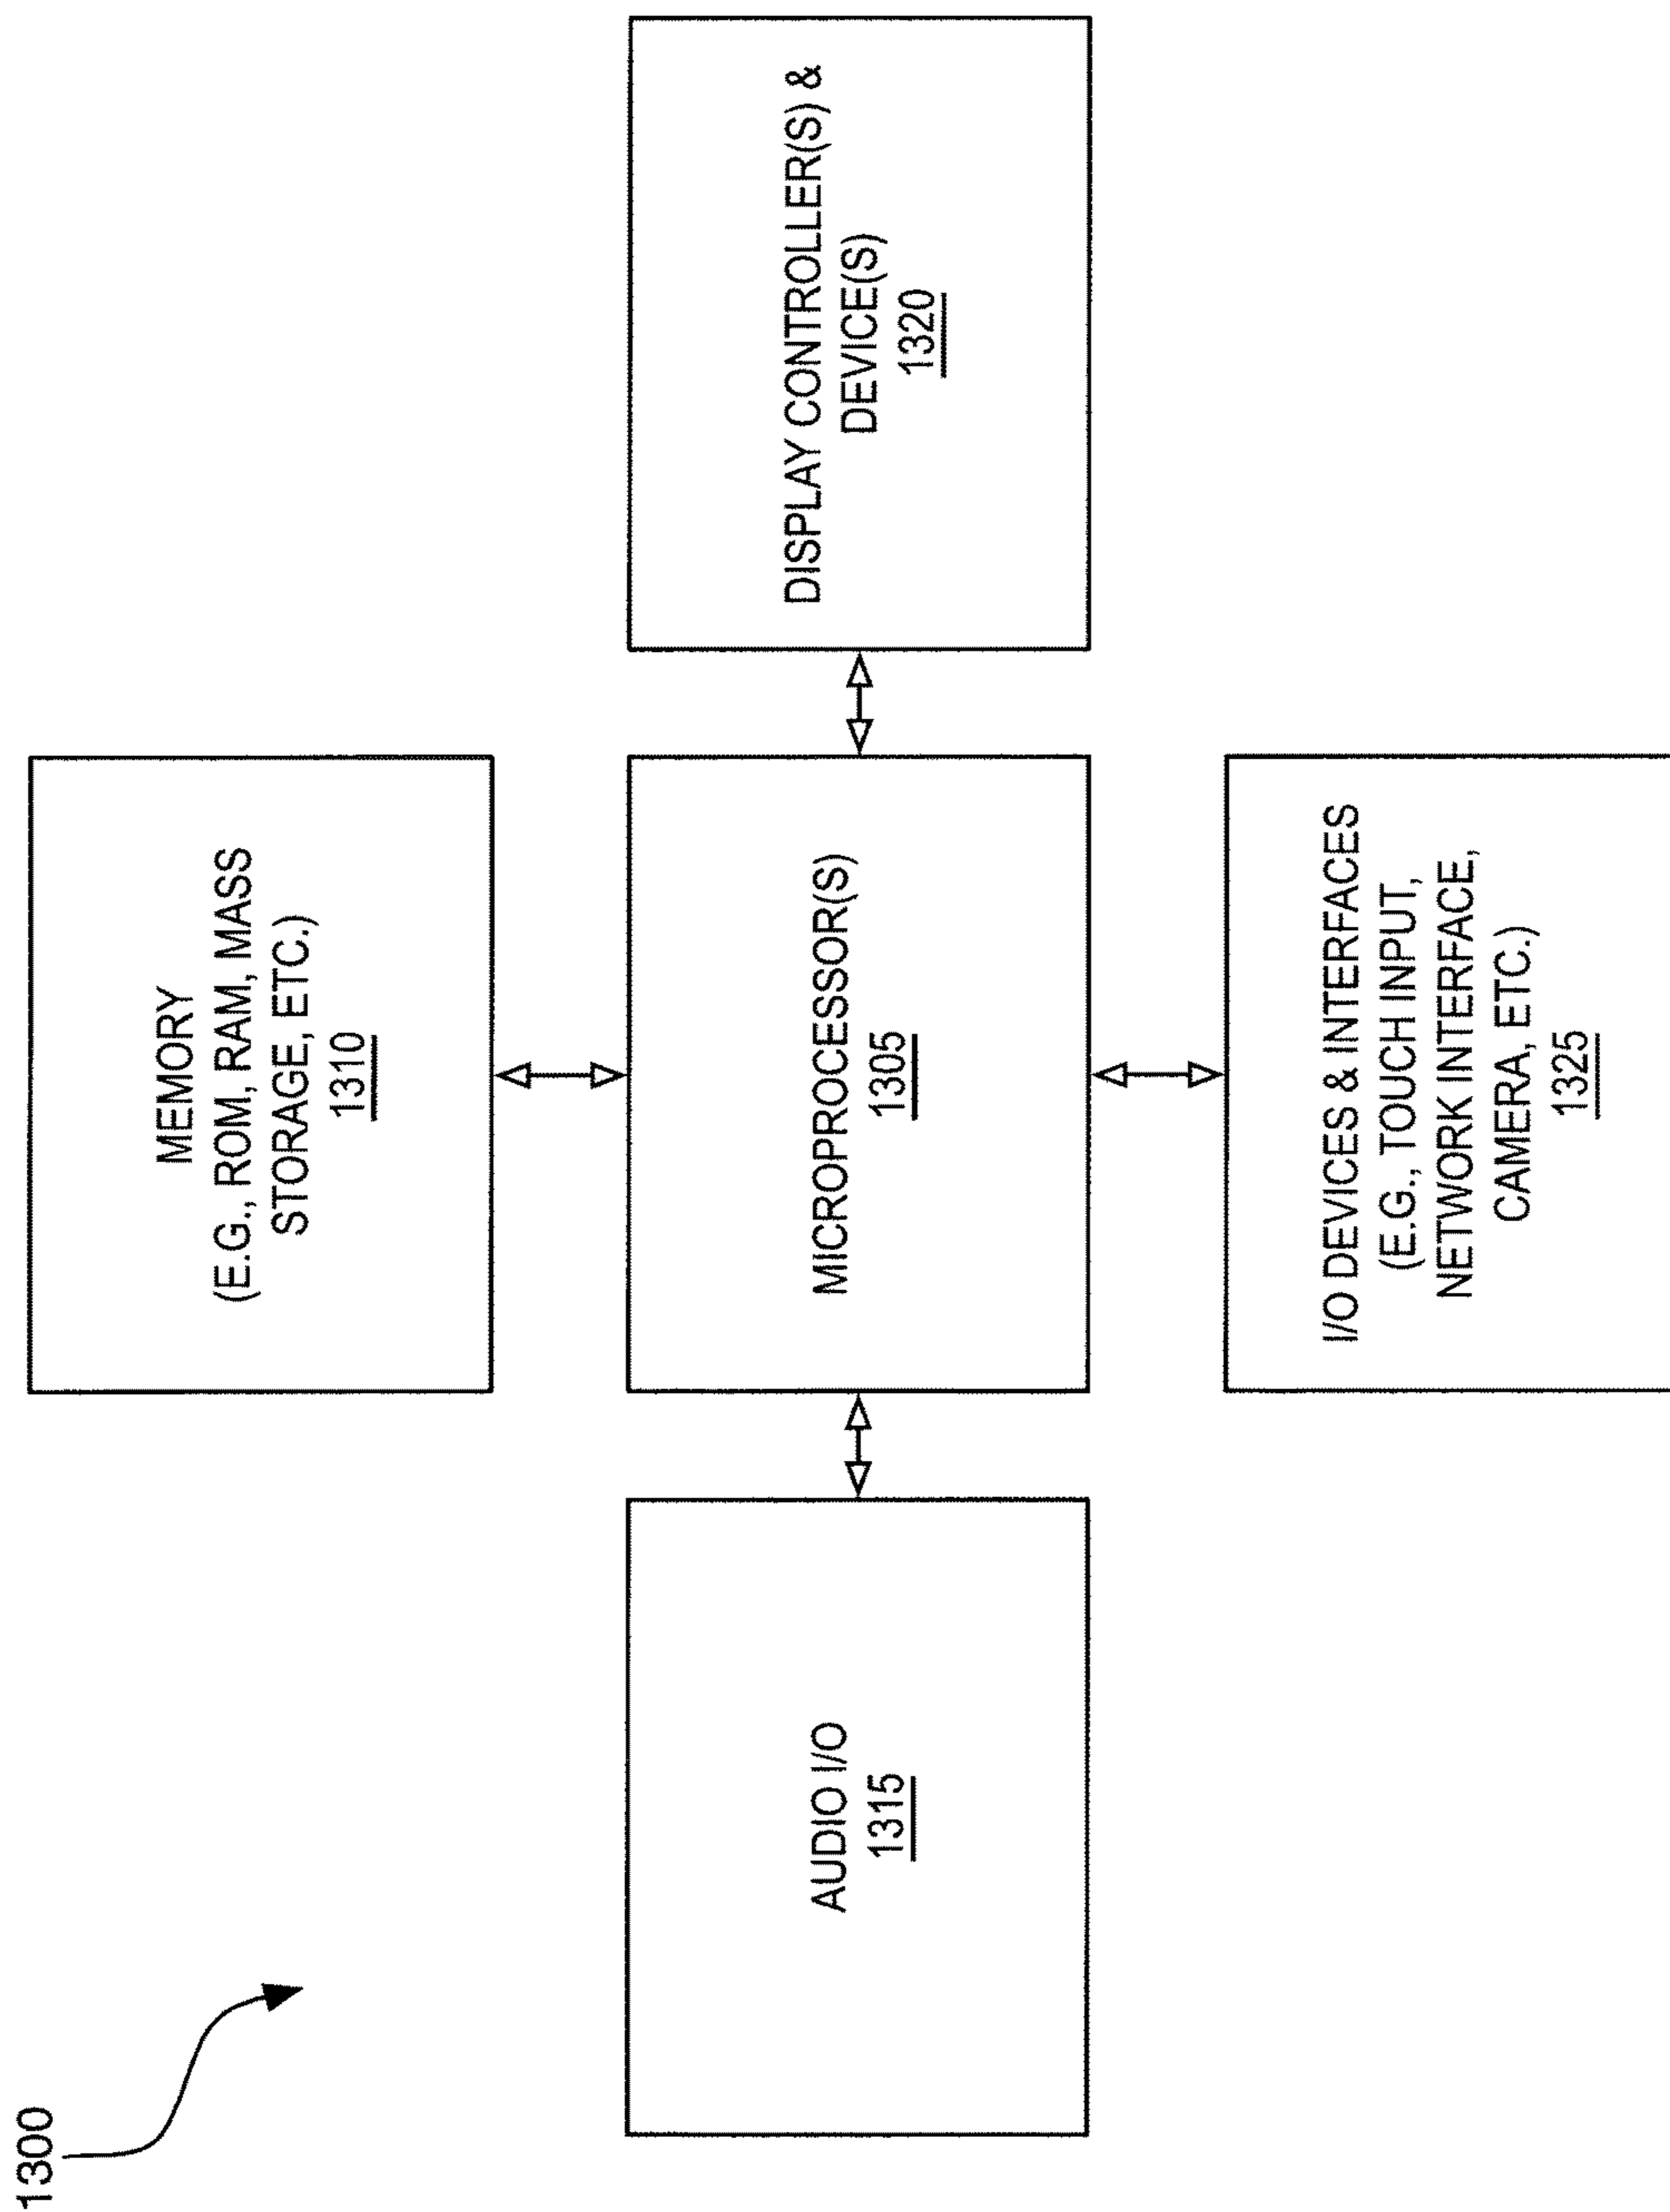 1300
MEMORY
(E.G., ROM, RAM, MASS
STORAGE, ETC.)
1310
AUDIO I/O
1315
MICROPROCESSOR(S)
1305
DISPLAY CONTROLLER(S) &
DEVICE(S)
1320
I/O DEVICES & INTERFACES
(E.G., TOUCH INPUT,
NETWORK INTERFACE,
CAMERA, ETC.)
1325